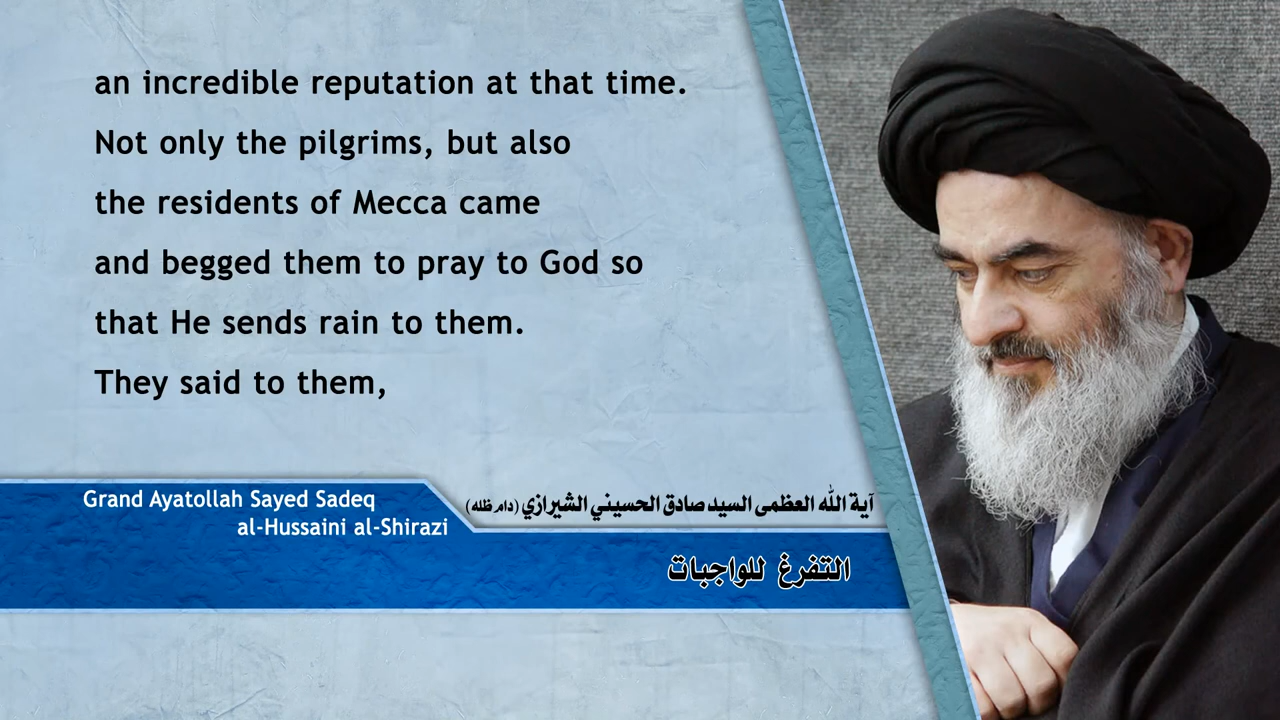 an incredible reputation at that time.
Not only the pilgrims, but also
the residents of Mecca came
and begged them to pray to God so
that He sends rain to them.
They said to them,
Grand Ayatollah Sayed Sadeq
al-Hussaini al-Shirazi
آية الله العظمى السيد صادق الحسيني الشيرازي (دام ظله)
التفرغ للواجبات